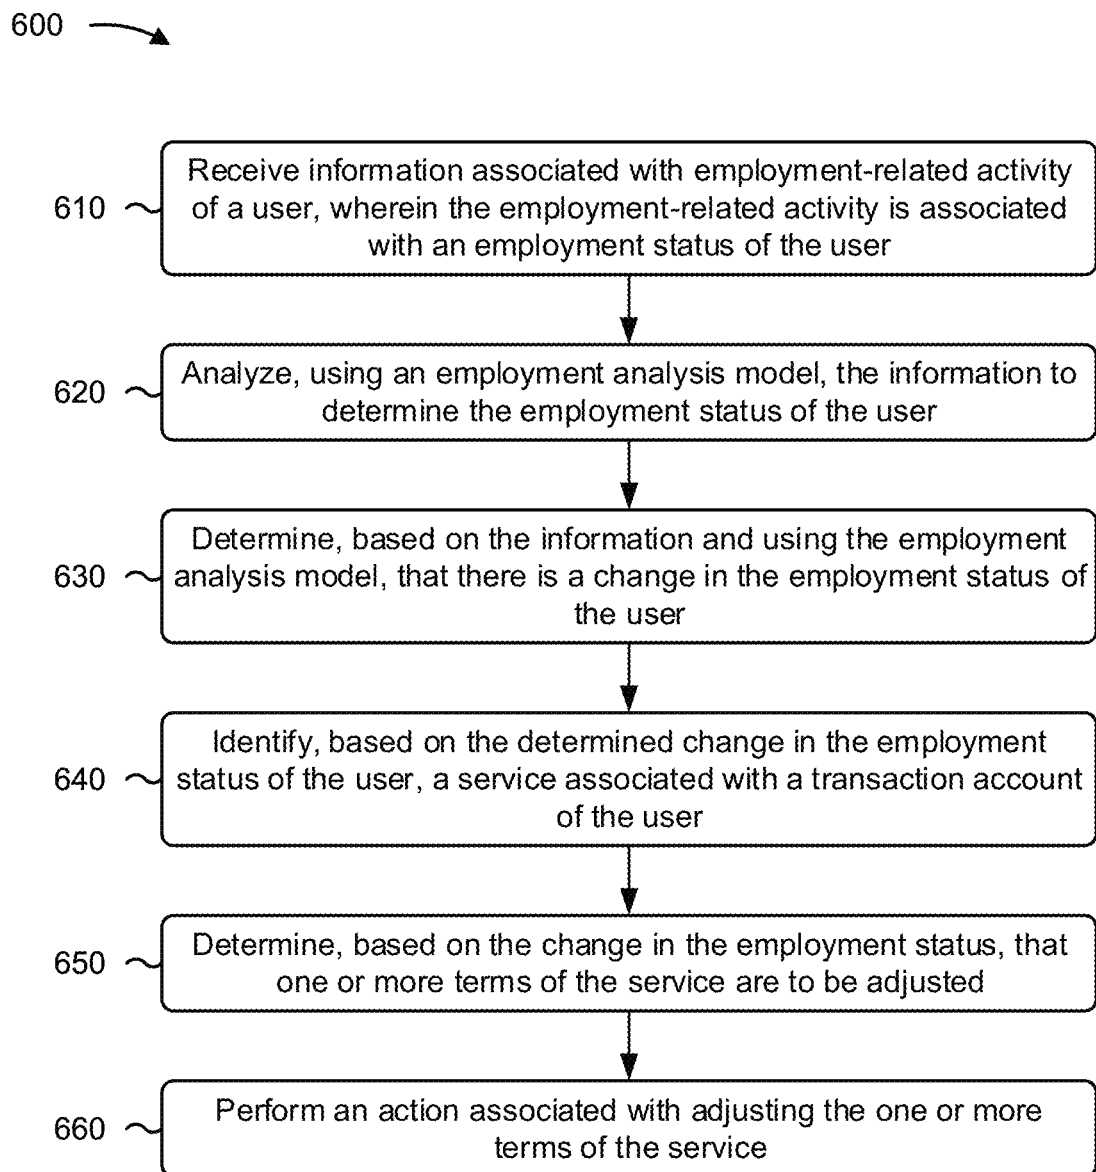 600
610
Receive information associated with employment-related activity
of a user, wherein the employment-related activity is associated
with an employment status of the user
620
Analyze, using an employment analysis model, the information to
determine the employment status of the user
630
Determine, based on the information and using the employment
analysis model, that there is a change in the employment status of
the user
640
Identify, based on the determined change in the employment
status of the user, a service associated with a transaction account
of the user
650
Determine, based on the change in the employment status, that
one or more terms of the service are to be adjusted
660
Perform an action associated with adjusting the one or more
terms of the service